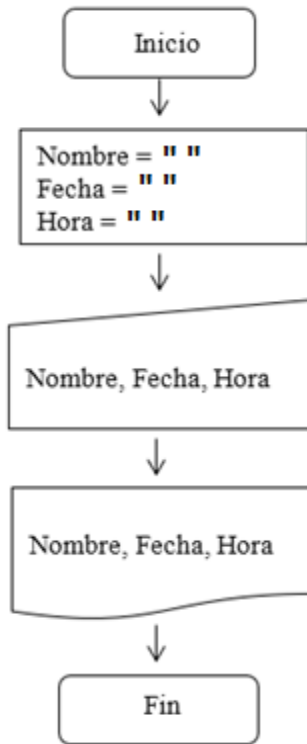 Inicio
Nombre = " "
Fecha = " "
Hora = " "
Nombre, Fecha, Hora
Nombre, Fecha, Hora
Fin